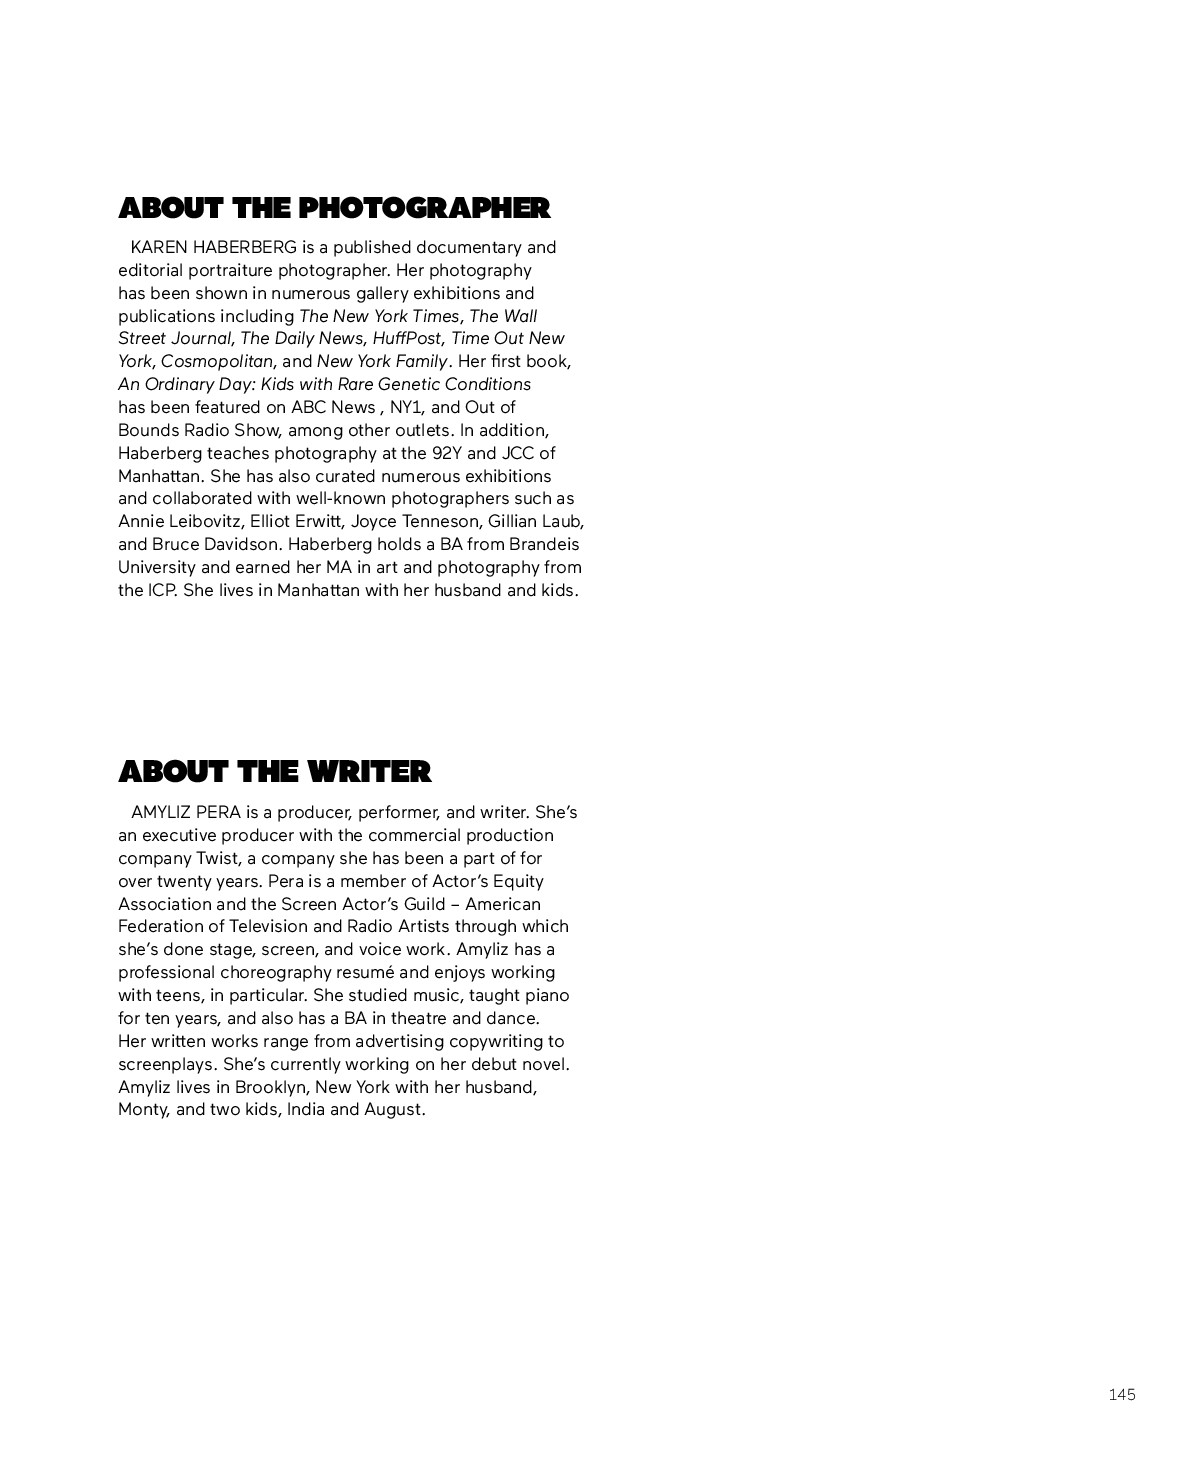 ABOUT THE PHOTOGRAPHER
KAREN HABERBERG is a published documentary and
editorial portraiture photographer. Her photography
has been shown in numerous gallery exhibitions and
publications including The New York Times, The Wall
Street Journal, The Daily News, HuffPost, Time Out New
York, Cosmopolitan, and New York Family. Her first book,
An Ordinary Day: Kids with Rare Genetic Conditions
has been featured on ABC News , NY1, and Out of
Bounds Radio Show, among other outlets. In addition,
Haberberg teaches photography at the 92Y and JCC of
Manhattan. She has also curated numerous exhibitions
and collaborated with well-known photographers such as
Annie Leibovitz, Elliot Erwitt, Joyce Tenneson, Gillian Laub,
and Bruce Davidson. Haberberg holds a BA from Brandeis
University and earned her MA in art and photography from
the ICP. She lives in Manhattan with her husband and kids.
ABOUT THE WRITER
AMYLIZ PERA is a producer, performer, and writer. She’s
an executive producer with the commercial production
company Twist, a company she has been a part of for
over twenty years. Pera is a member of Actor’s Equity
Association and the Screen Actor’s Guild – American
Federation of Television and Radio Artists through which
she’s done stage, screen, and voice work. Amyliz has a
professional choreography resumé and enjoys working
with teens, in particular. She studied music, taught piano
for ten years, and also has a BA in theatre and dance.
Her written works range from advertising copywriting to
screenplays. She’s currently working on her debut novel.
Amyliz lives in Brooklyn, New York with her husband,
Monty, and two kids, India and August.
145